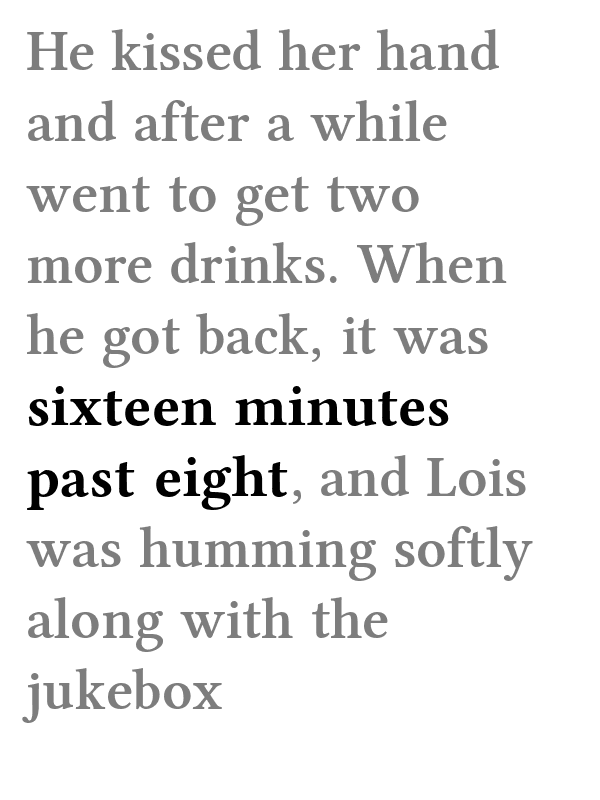 He kissed her hand
and after a while
went to get two
more drinks. When
he got back, it was
sixteen minutes
past eight, and Lois
was humming softly
along with the
jukebox